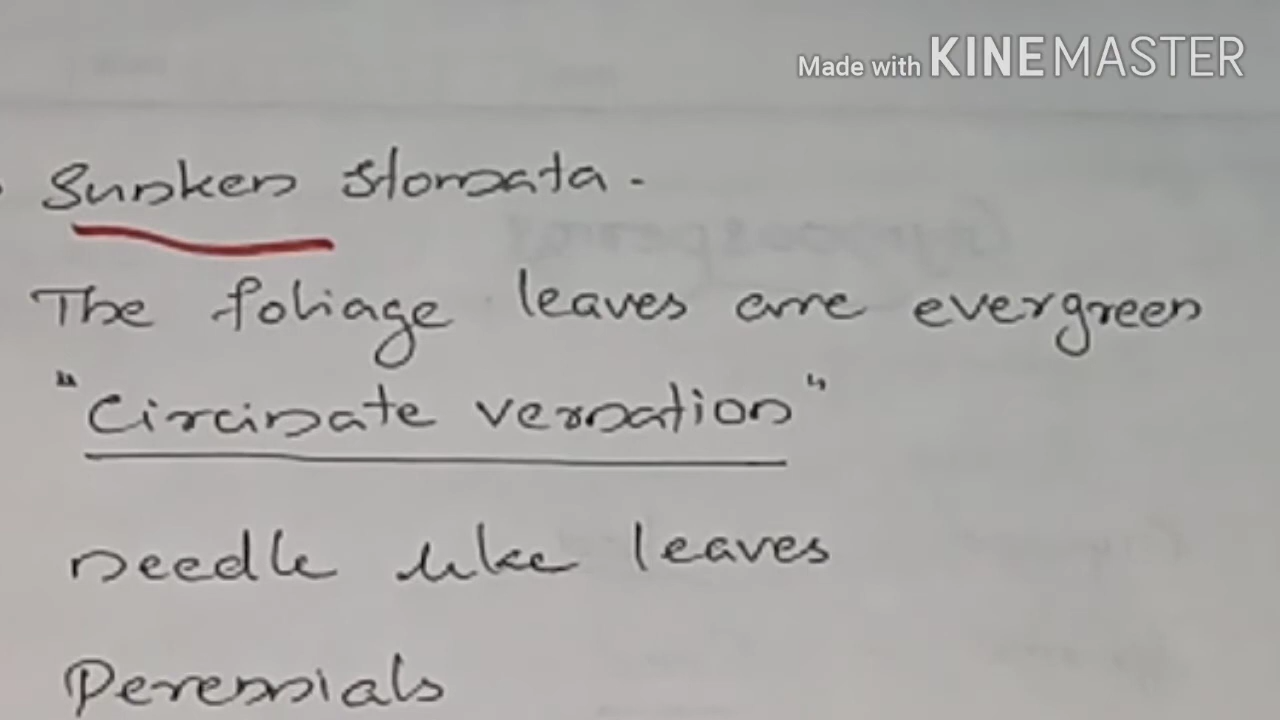 Made with KINEMASTER
Sunken stomata.
The foliage leaves are evergreen
"Circinate vernation"
needle like leaves
Perennials